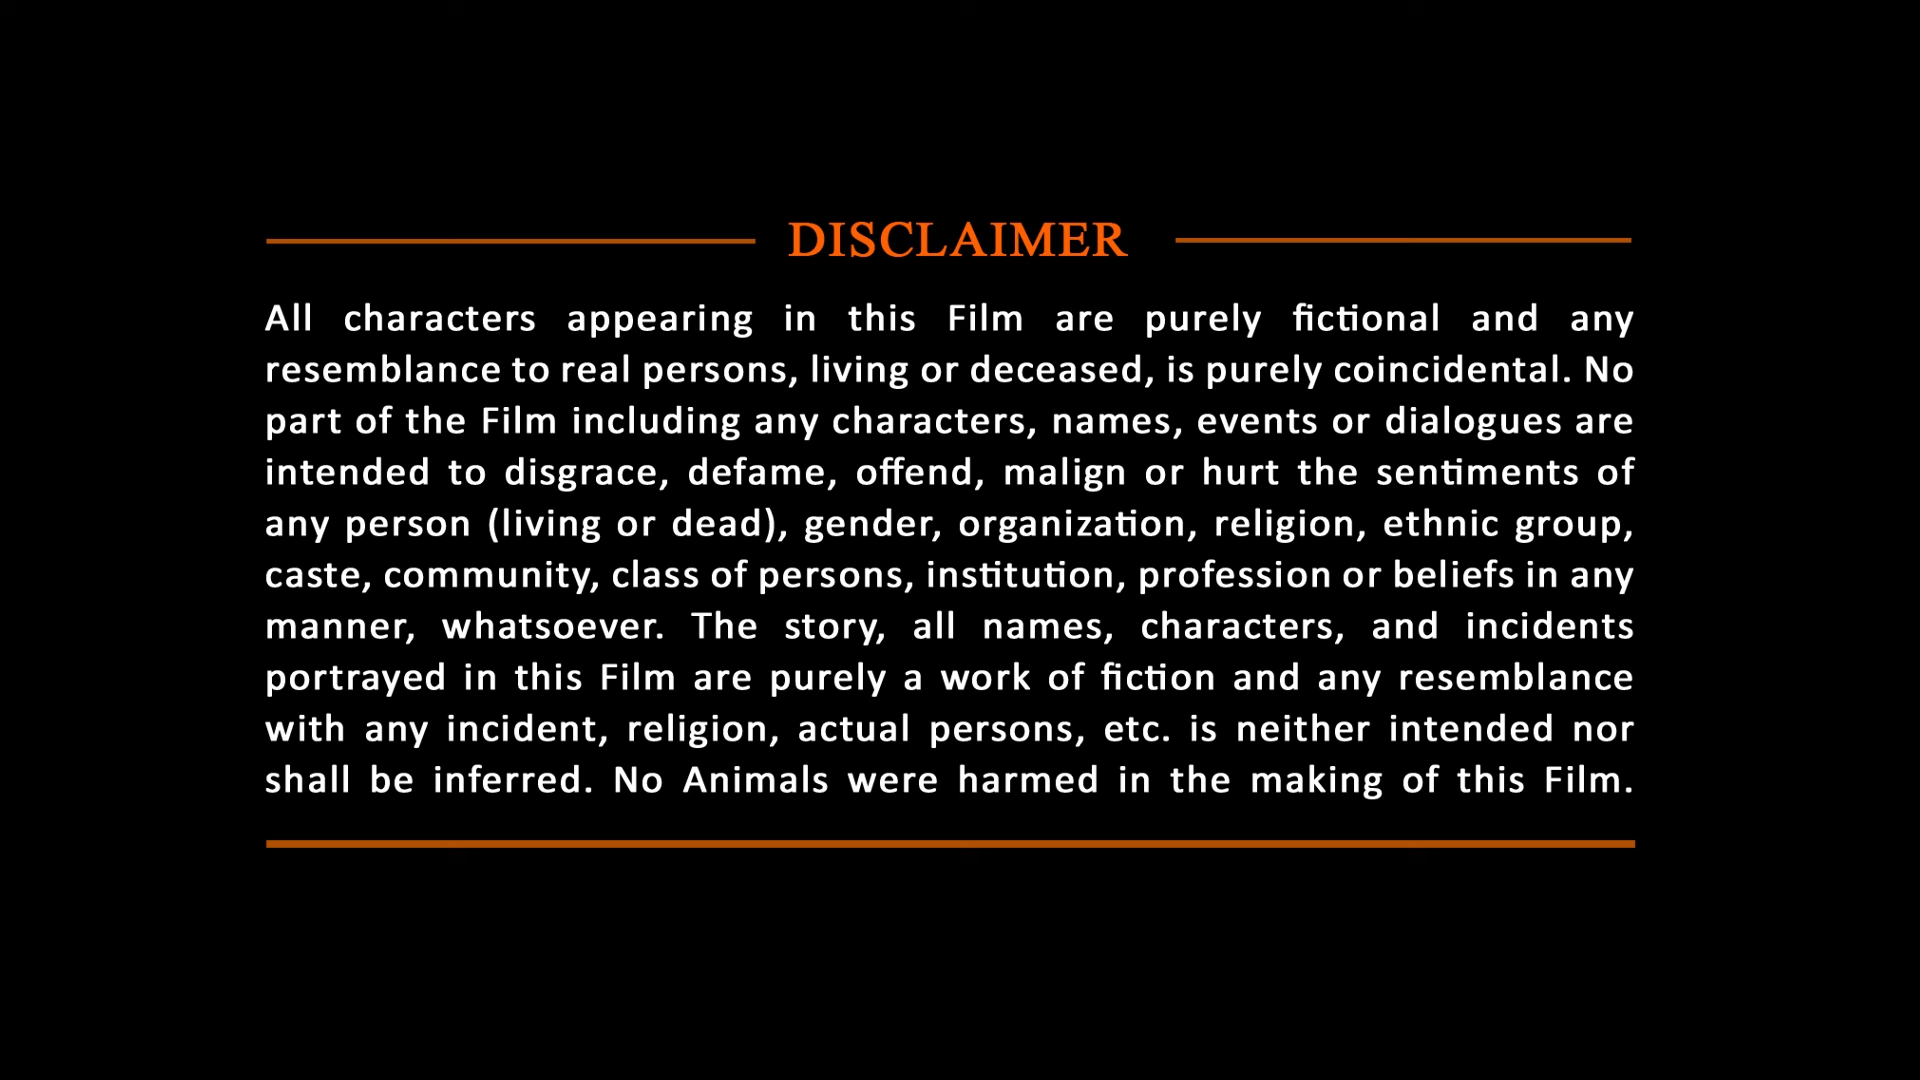 DISCLAIMER
All characters appearing in this Film are purely fictional and any
resemblance to real persons, living or deceased, is purely coincidental. No
part of the Film including any characters, names, events or dialogues are
intended to disgrace, defame, offend, malign or hurt the sentiments of
any person (living or dead), gender, organization, religion, ethnic group,
caste, community, class of persons, institution, profession or beliefs in any
manner, whatsoever. The story, all names, characters, and incidents
portrayed in this Film are purely a work of fiction and any resemblance
with any incident, religion, actual persons, etc. is neither intended nor
shall be inferred. No Animals were harmed in the making of this Film.